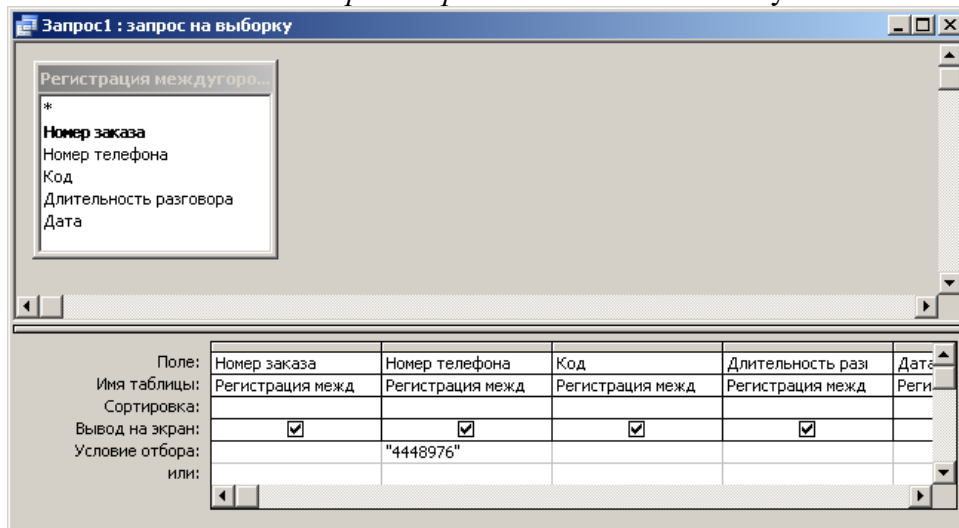 Запрос1 : запрос на выборку
Регистрация междугоро...
*
Номер заказа
Номер телефона
Код
Длительность разговора
Дата
Поле: Номер заказа Номер телефона Код Длительность разг Дата
Имя таблицы: Регистрация межд Регистрация межд Регистрация межд Регистрация межд Реги
Сортировка:
Вывод на экран:
Условие отбора: "4448976"
или: